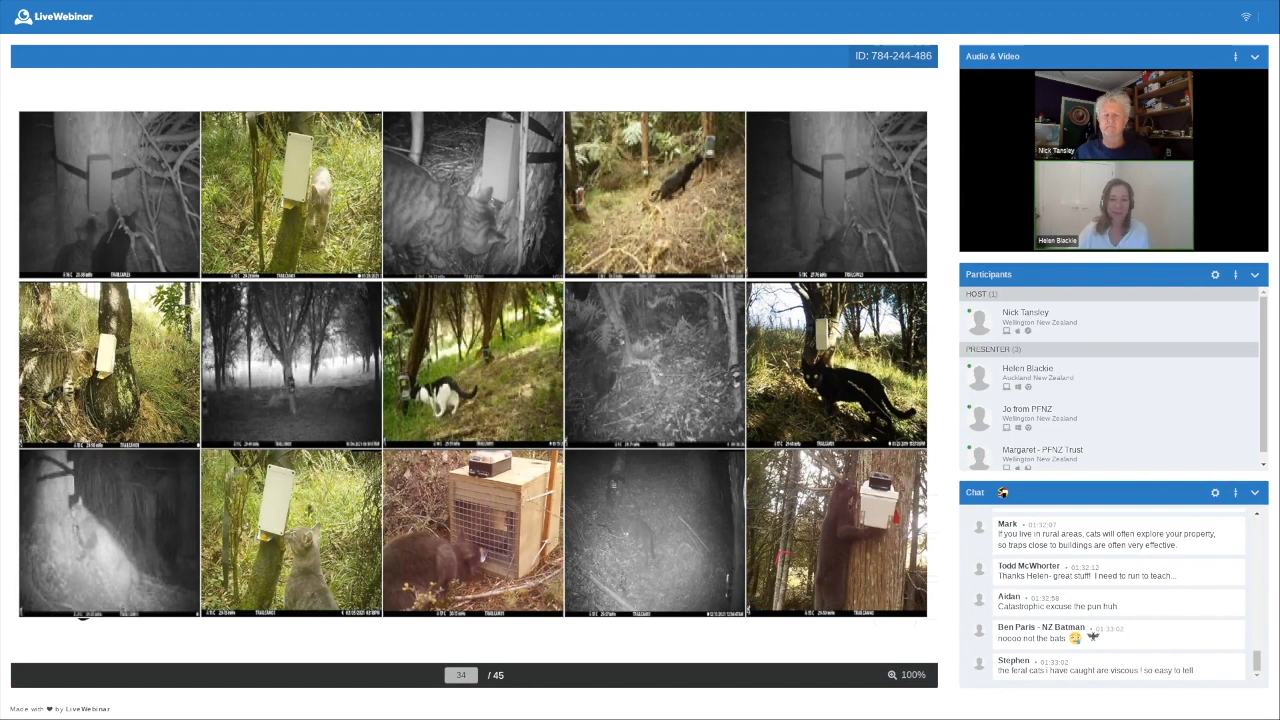 LiveWebinar
ID: 784-244-486
Audio & Video
Nick Tansley
Helen Blackie
Participants
HOST (1)
Nick Tansley
Wellington New Zealand
PRESENTER (3)
Helen Blackie
Auckland New Zealand
Jo from PFNZ
Wellington New Zealand
Margaret - PFNZ Trust
Wellington New Zealand
Chat
Mark • 01:32:07
If you live in rural areas, cats will often explore your property,
so traps close to buildings are often very effective.
Todd McWhorter • 01:32:12
Thanks Helen- great stuff! I need to run to teach...
Aidan • 01:32:58
Catastrophic excuse the pun huh
Ben Paris - NZ Batman • 01:33:02
noooo not the bats
Stephen • 01:33:02
the feral cats i have caught are viscous ! so easy to tell
34 / 45
100%
Made with ❤ by LiveWebinar